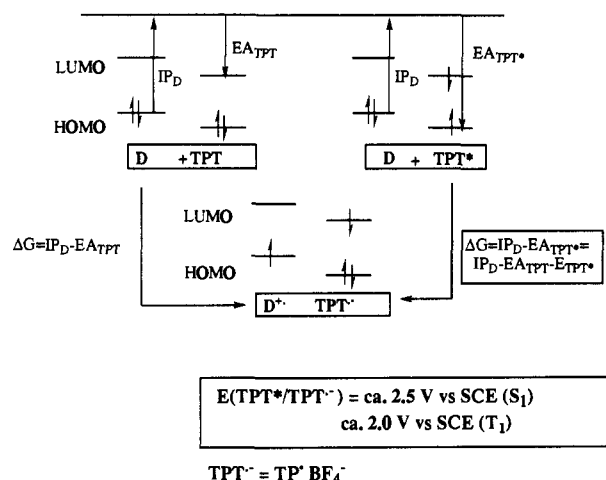 EA_TPT
EA_TPT*
LUMO
IP_D
IP_D
HOMO
D + TPT
D + TPT*
LUMO
ΔG=IP_D-EA_TPT
ΔG=IP_D-EA_TPT*=
IP_D-EA_TPT-E_TPT*
HOMO
D⁺· TPT·⁻
E(TPT*/TPT·⁻) = ca. 2.5 V vs SCE (S₁)
ca. 2.0 V vs SCE (T₁)
TPT·⁻ = TP· BF₄⁻